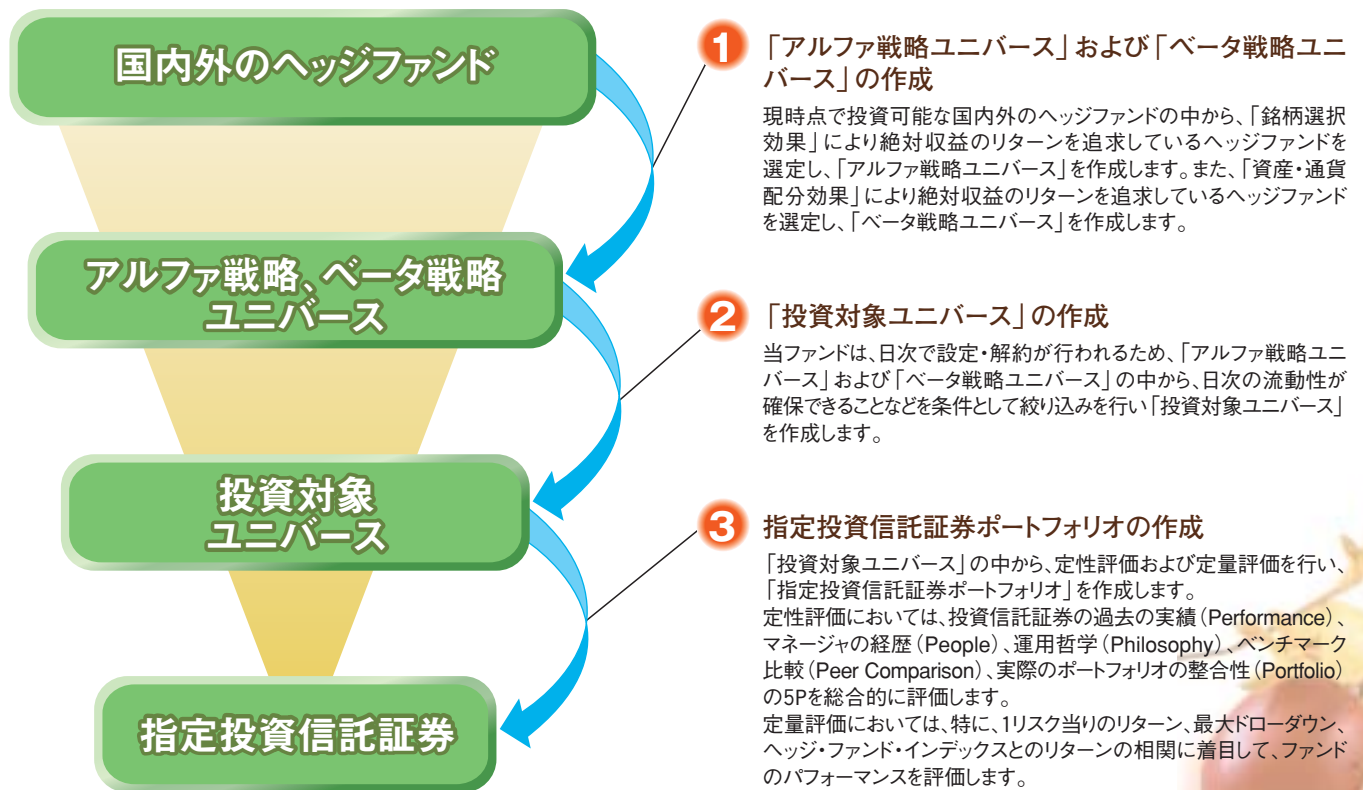 国内外のヘッジファンド
アルファ戦略、ベータ戦略
ユニバース
投資対象
ユニバース
指定投資信託証券
1
「アルファ戦略ユニバース」および「ベータ戦略ユニ
バース」の作成
現時点で投資可能な国内外のヘッジファンドの中から、「銘柄選択
効果」により絶対収益のリターンを追求しているヘッジファンドを
選定し、「アルファ戦略ユニバース」を作成します。また、「資産・通貨
配分効果」により絶対収益のリターンを追求しているヘッジファンド
を選定し、「ベータ戦略ユニバース」を作成します。
2
「投資対象ユニバース」の作成
当ファンドは、日次で設定・解約が行われるため、「アルファ戦略ユニ
バース」および「ベータ戦略ユニバース」の中から、日次の流動性が
確保できることなどを条件として絞り込みを行い「投資対象ユニバース」
を作成します。
3
指定投資信託証券ポートフォリオの作成
「投資対象ユニバース」の中から、定性評価および定量評価を行い、
「指定投資信託証券ポートフォリオ」を作成します。
定性評価においては、投資信託証券の過去の実績(Performance)、
マネージャの経歴(People)、運用哲学(Philosophy)、ベンチマーク
比較(Peer Comparison)、実際のポートフォリオの整合性(Portfolio)
の5Pを総合的に評価します。
定量評価においては、特に、1リスク当りのリターン、最大ドローダウン、
ヘッジ・ファンド・インデックスとのリターンの相関に着目して、ファンド
のパフォーマンスを評価します。